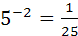 5⁻² = 1/25